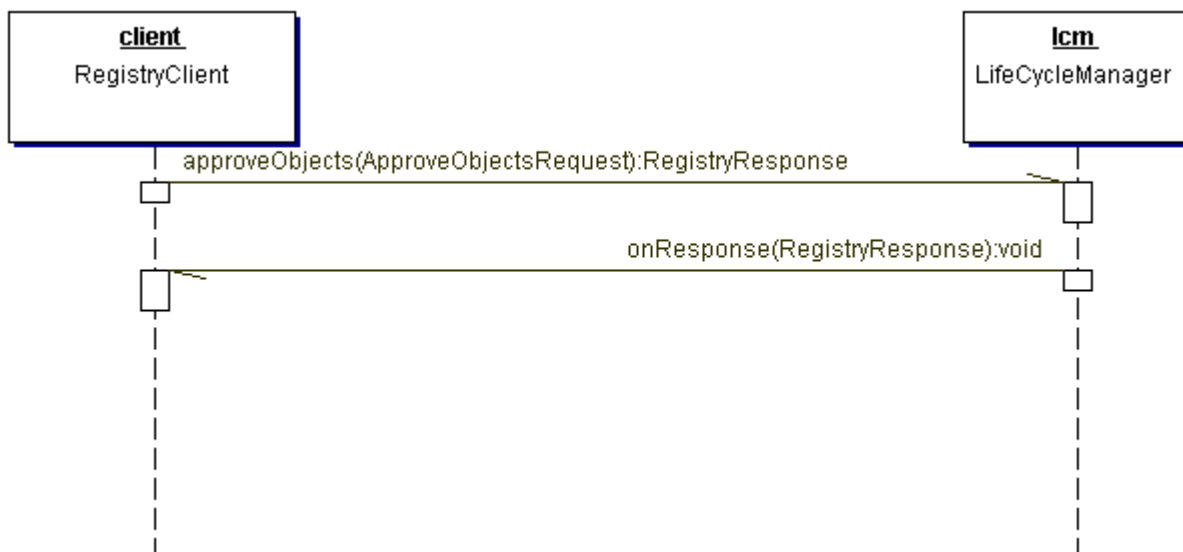 client
RegistryClient
lcm
LifeCycleManager
approveObjects(ApproveObjectsRequest):RegistryResponse
onResponse(RegistryResponse):void